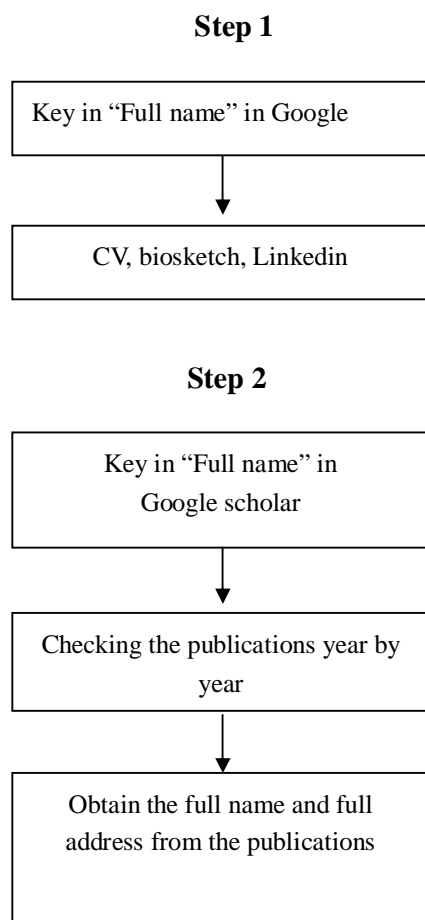 Step 1
Key in “Full name” in Google
CV, biosketch, Linkedin
Step 2
Key in “Full name” in
Google scholar
Checking the publications year by
year
Obtain the full name and full
address from the publications